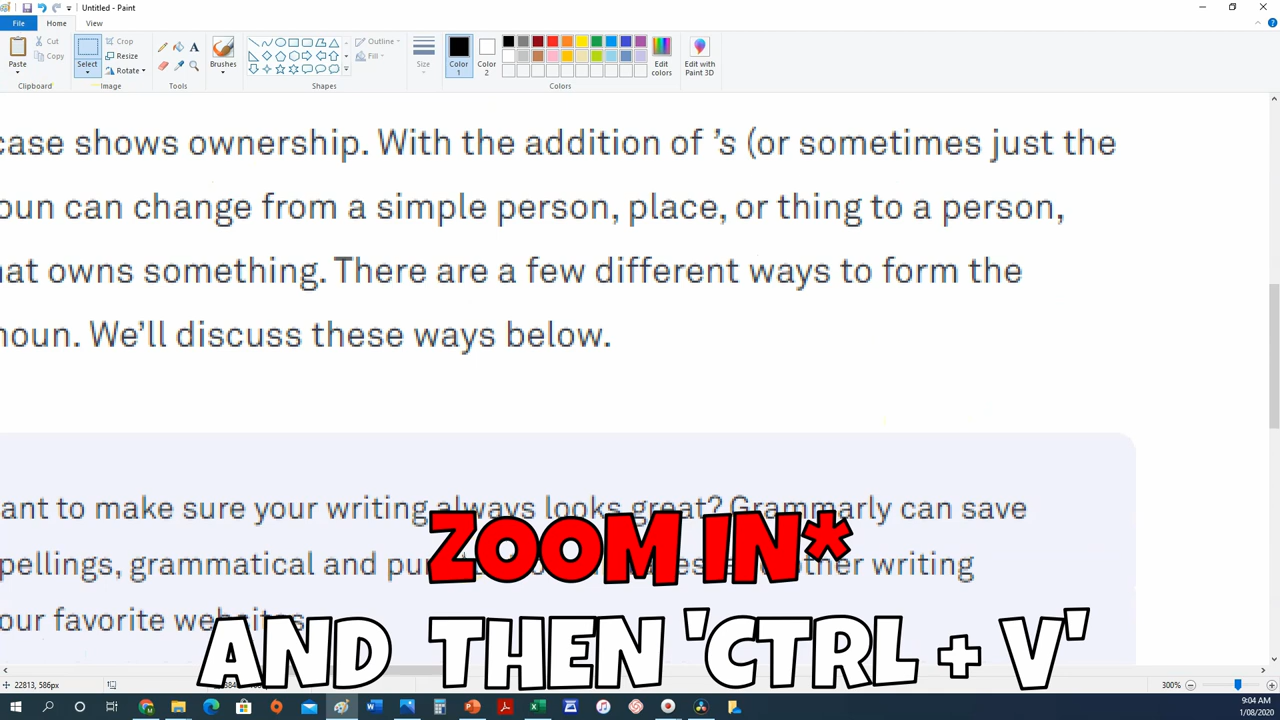 Untitled - Paint
File Home View
Paste
Cut
Copy
Clipboard
Select
Crop
Resize
Rotate
Image
Tools
Brushes
Outline
Fill
Shapes
Size
Color 1
Color 2
Edit colors
Colors
Edit with Paint 3D
case shows ownership. With the addition of ’s (or sometimes just the
oun can change from a simple person, place, or thing to a person,
hat owns something. There are a few different ways to form the
noun. We’ll discuss these ways below.
ant to make sure your writing always looks great? Grammarly can save
ZOOM IN*
pellings, grammatical and other writing
our favorite websites
AND THEN 'CTRL + V'
22813, 586px
300%
9:04 AM
1/08/2020